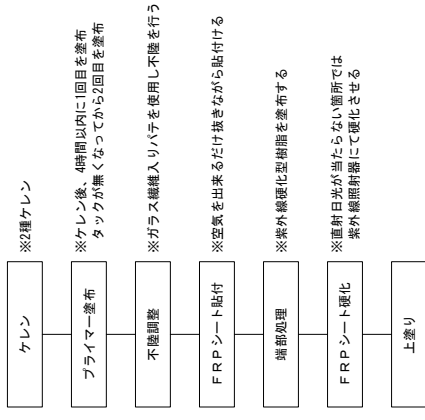 ケレン
※2種ケレン
プライマー塗布
※ケレン後、4時間以内に1回目を塗布
タックが無くなってから2回目を塗布
不陸調整
※ガラス繊維入りパテを使用し不陸を行う
FRPシート貼付
※空気を出来るだけ抜きながら貼付ける
端部処理
※紫外線硬化型樹脂を塗布する
FRPシート硬化
※直射日光が当たらない箇所では
紫外線照射器にて硬化させる
上塗り